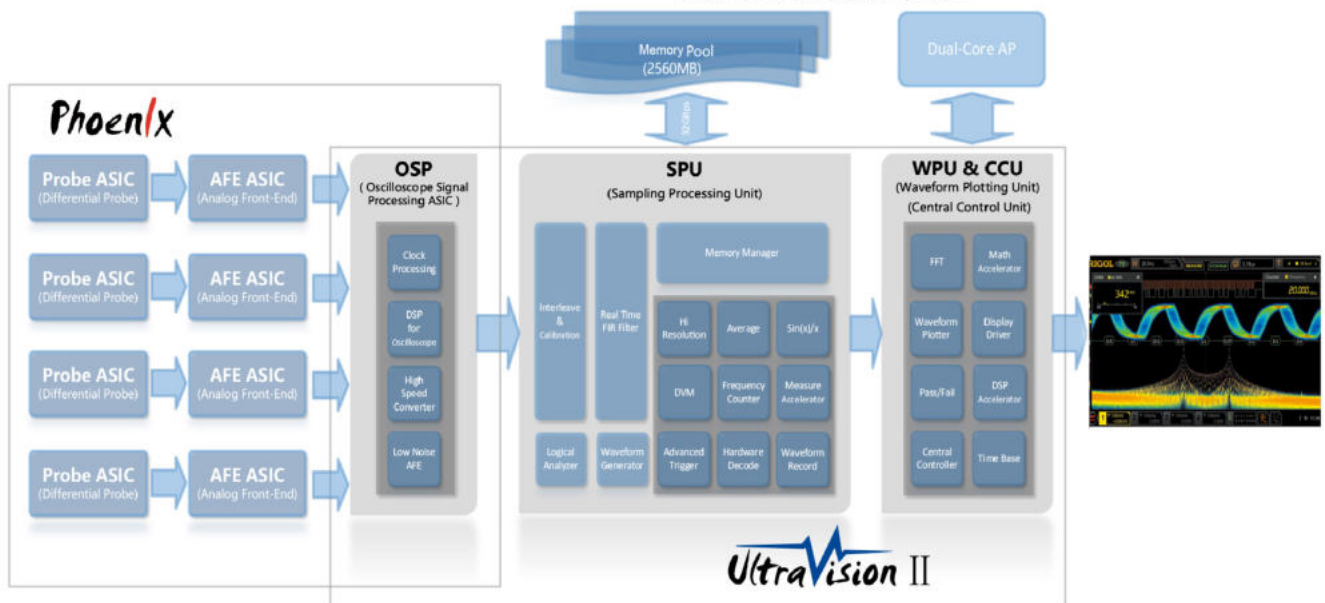 Memory Pool
(2560MB)
Dual-Core AP
PhoenIx
Probe ASIC
(Differential Probe)
AFE ASIC
(Analog Front-End)
Probe ASIC
(Differential Probe)
AFE ASIC
(Analog Front-End)
Probe ASIC
(Differential Probe)
AFE ASIC
(Analog Front-End)
Probe ASIC
(Differential Probe)
AFE ASIC
(Analog Front-End)
OSP
( Oscilloscope Signal
Processing ASIC )
Clock
Processing
DSP
for
Oscilloscope
High
Speed
Converter
Low Noise
AFE
SPU
(Sampling Processing Unit)
Interleave
&
Calibration
Real Time
FIR Filter
Memory Manager
Hi
Resolution
Average
Sin(x)/x
DVM
Frequency
Counter
Measure
Accelerator
Logical
Analyzer
Waveform
Generator
Advanced
Trigger
Hardware
Decode
Waveform
Record
WPU & CCU
(Waveform Plotting Unit)
(Central Control Unit)
FFT
Math
Accelerator
Waveform
Plotter
Display
Driver
Pass/Fail
DSP
Accelerator
Central
Controller
Time Base
RIGOL
342
20.000
UltraVision II